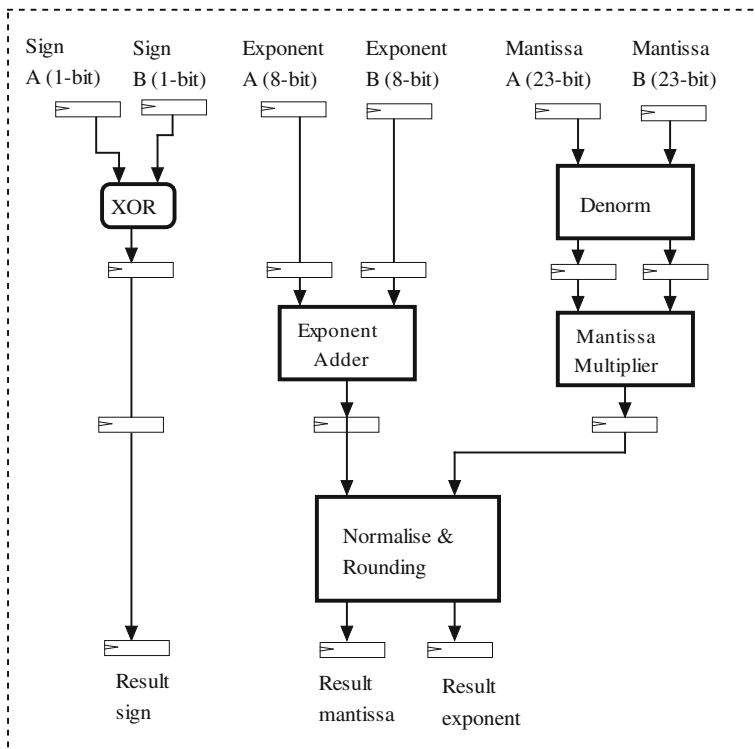 Sign
A (1-bit)
Sign
B (1-bit)
Exponent
A (8-bit)
Exponent
B (8-bit)
Mantissa
A (23-bit)
Mantissa
B (23-bit)
XOR
Denorm
Exponent
Adder
Mantissa
Multiplier
Normalise &
Rounding
Result
sign
Result
mantissa
Result
exponent